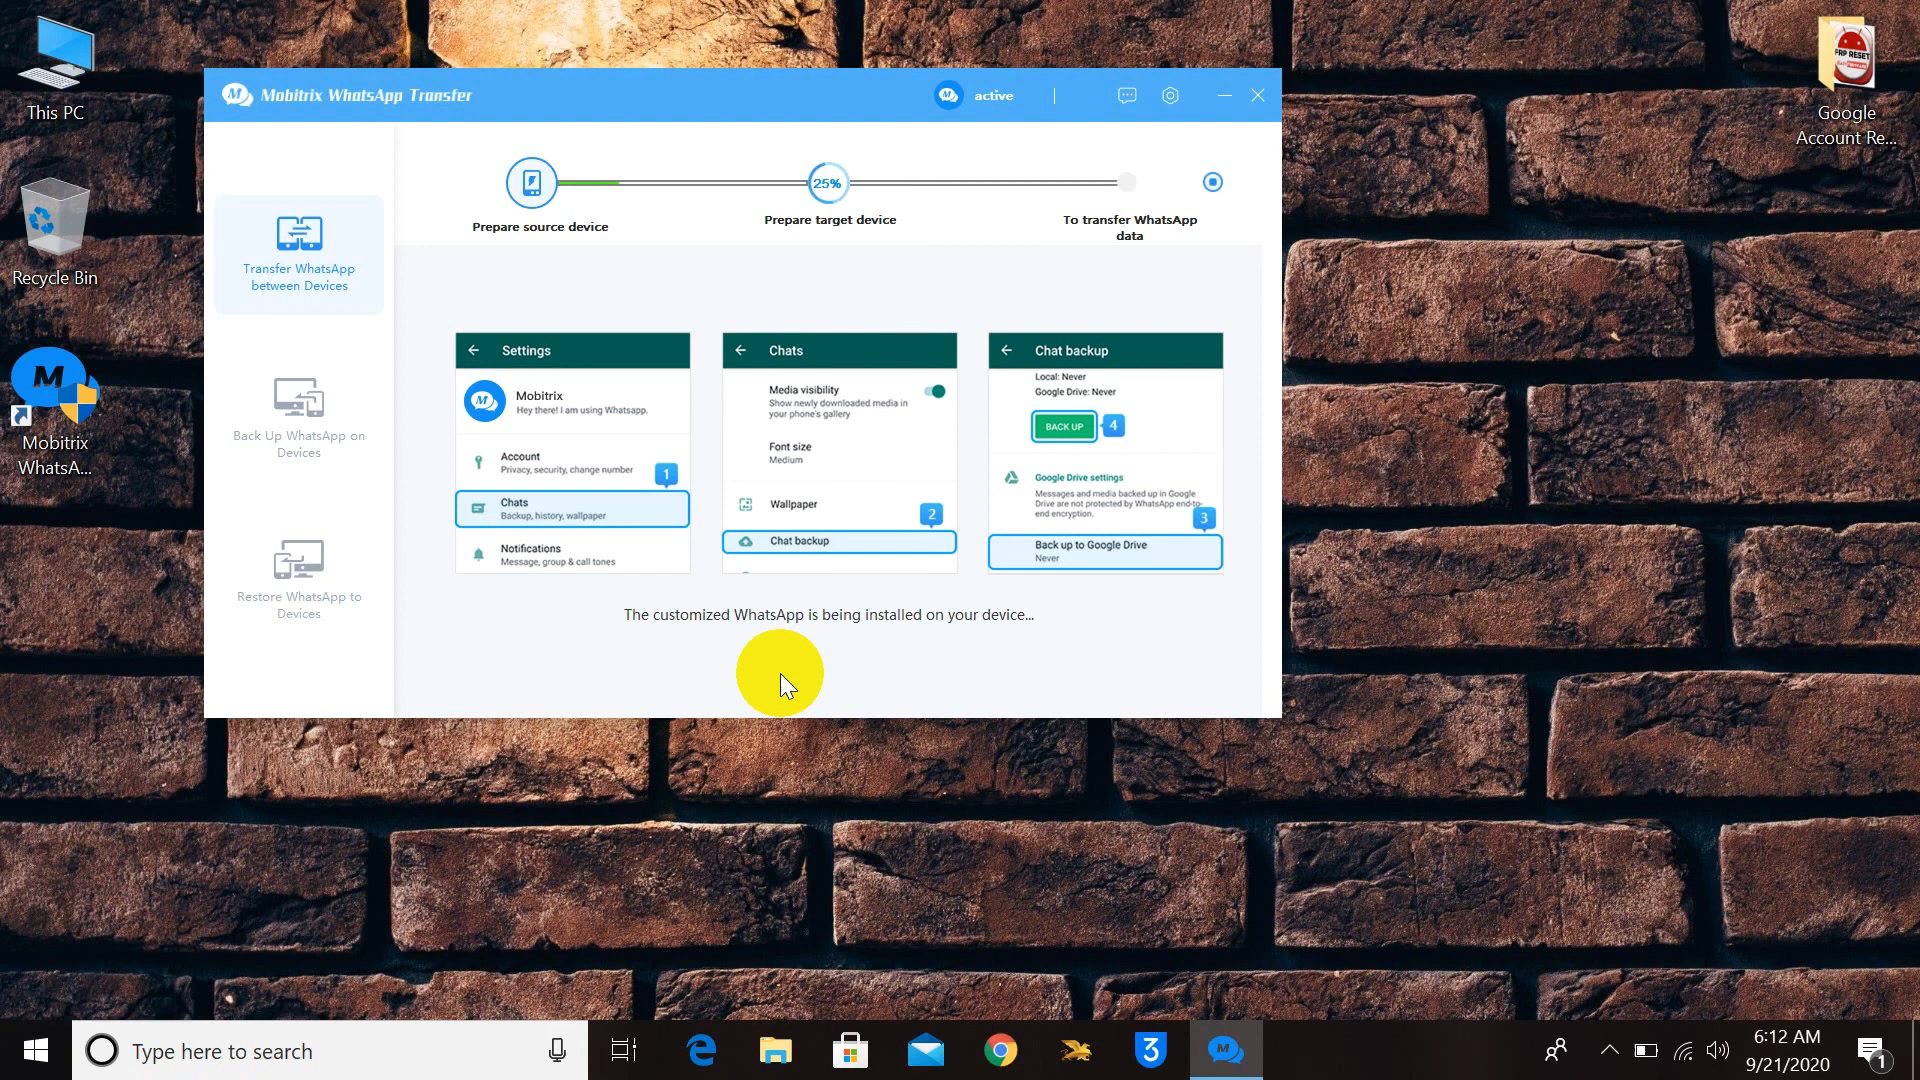 This PC
Recycle Bin
Mobitrix
WhatsA...
FRP RESET
Google
Account Re...
Mobitrix WhatsApp Transfer
active
25%
Prepare source device
Prepare target device
To transfer WhatsApp
data
Transfer WhatsApp
between Devices
Back Up WhatsApp on
Devices
Restore WhatsApp to
Devices
Settings
Mobitrix
Hey there! I am using Whatsapp.
Account
Privacy, security, change number
1
Chats
Backup, history, wallpaper
Notifications
Message, group & call tones
Chats
Media visibility
Show newly downloaded media in
your phone's gallery
Font size
Medium
Wallpaper
2
Chat backup
Chat backup
Local: Never
Google Drive: Never
BACK UP
4
Google Drive settings
Messages and media backed up in Google
Drive are not protected by WhatsApp end-to-
end encryption.
3
Back up to Google Drive
Never
The customized WhatsApp is being installed on your device...
Type here to search
6:12 AM
9/21/2020
1